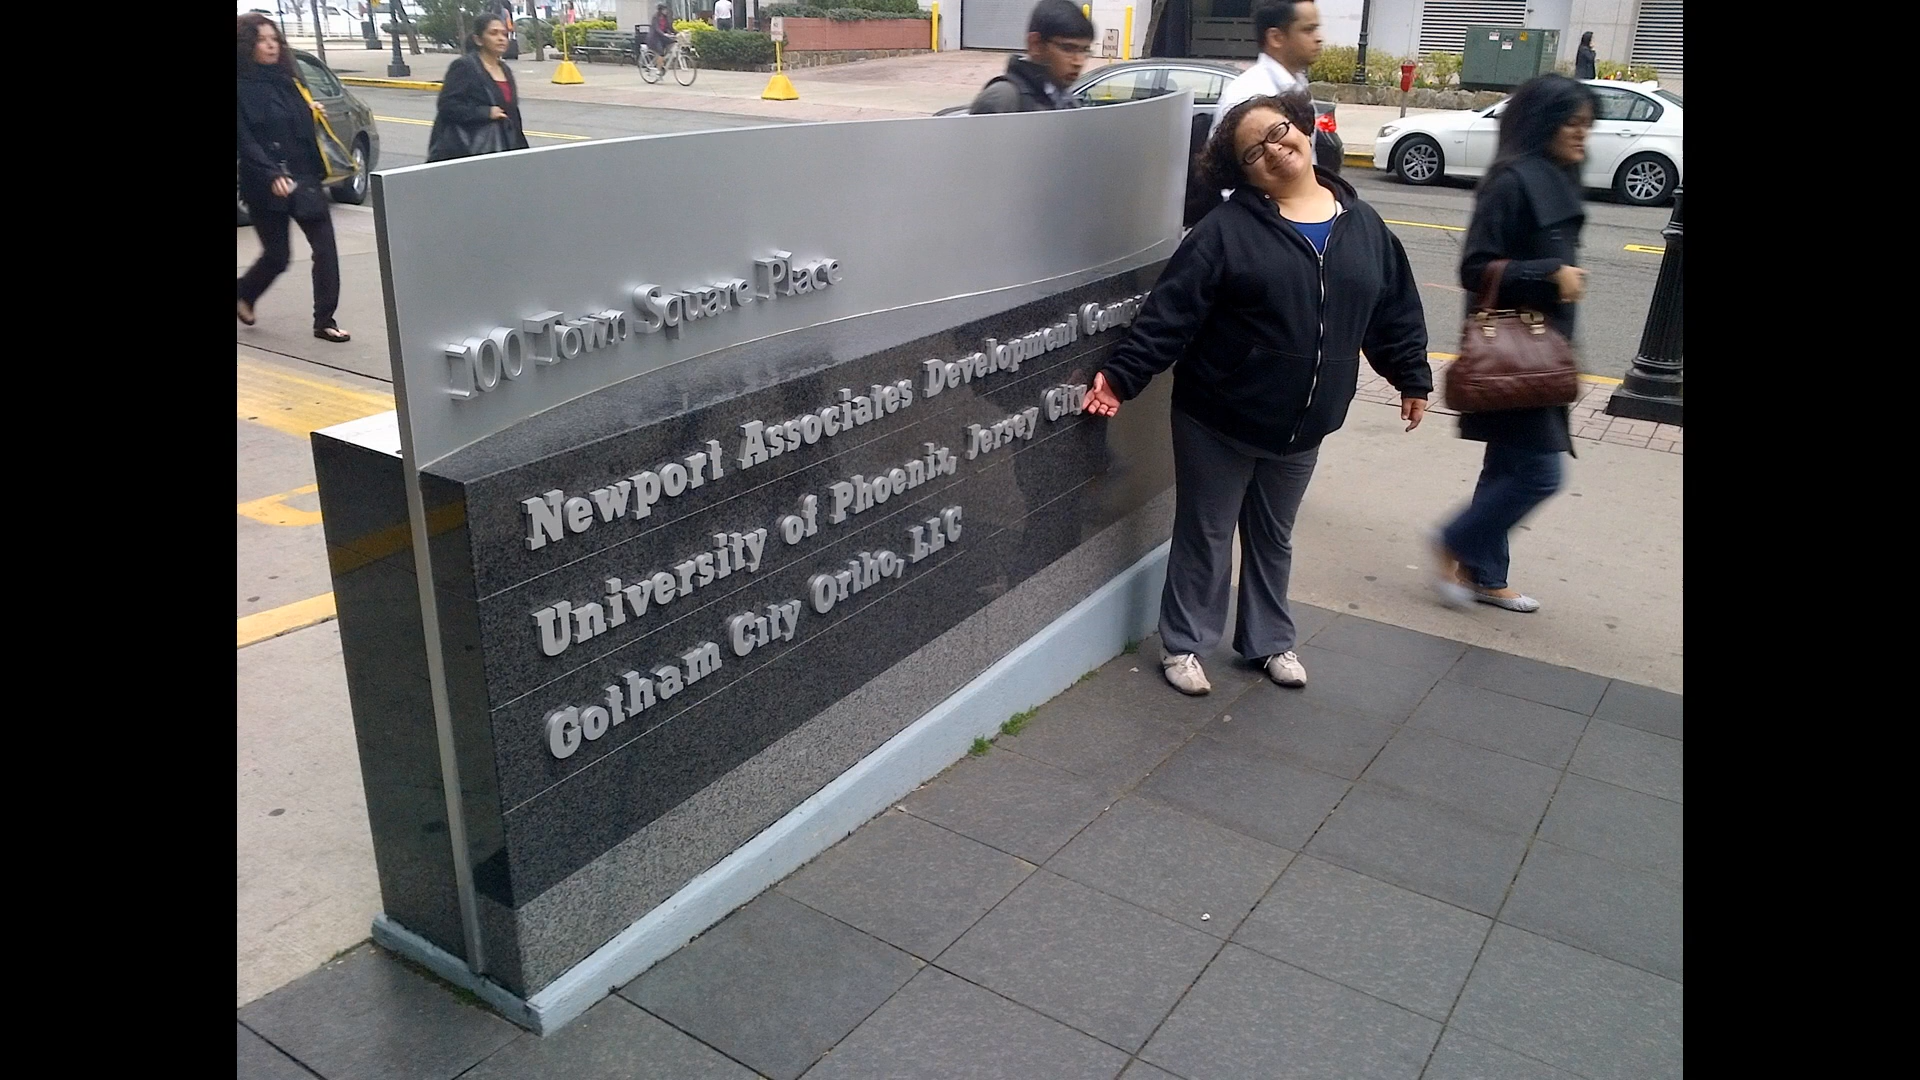 100 Town Square Place
Newport Associates Development
University of Phoenix, Jersey City
Gotham City Ortho, LLC